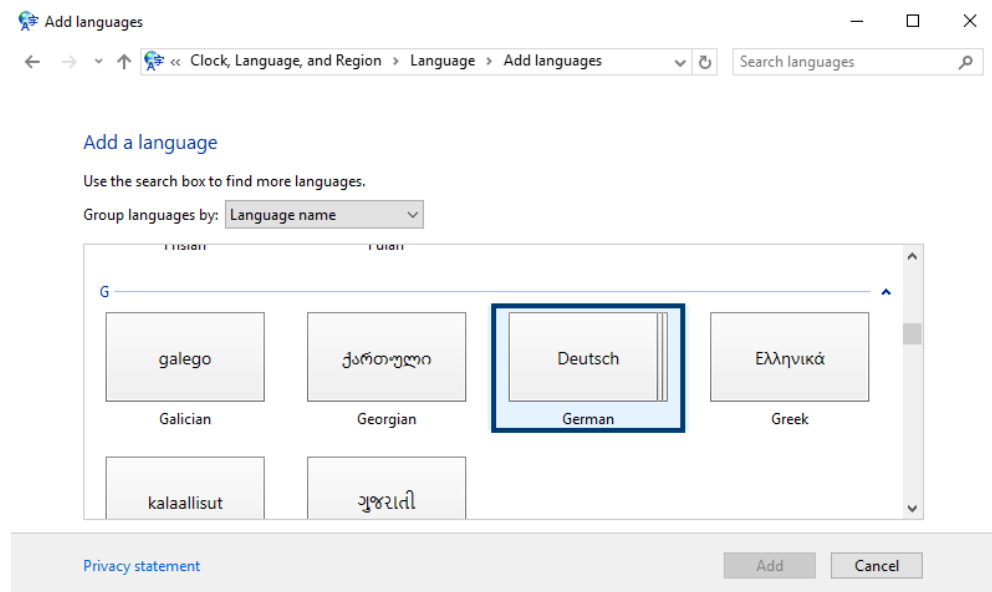 Add languages
« Clock, Language, and Region › Language › Add languages
Search languages
Add a language
Use the search box to find more languages.
Group languages by: Language name
Frisian Fulah
G
galego ქართული Deutsch Ελληνικά
Galician Georgian German Greek
kalaallisut ગુજરાતી
Privacy statement Add Cancel